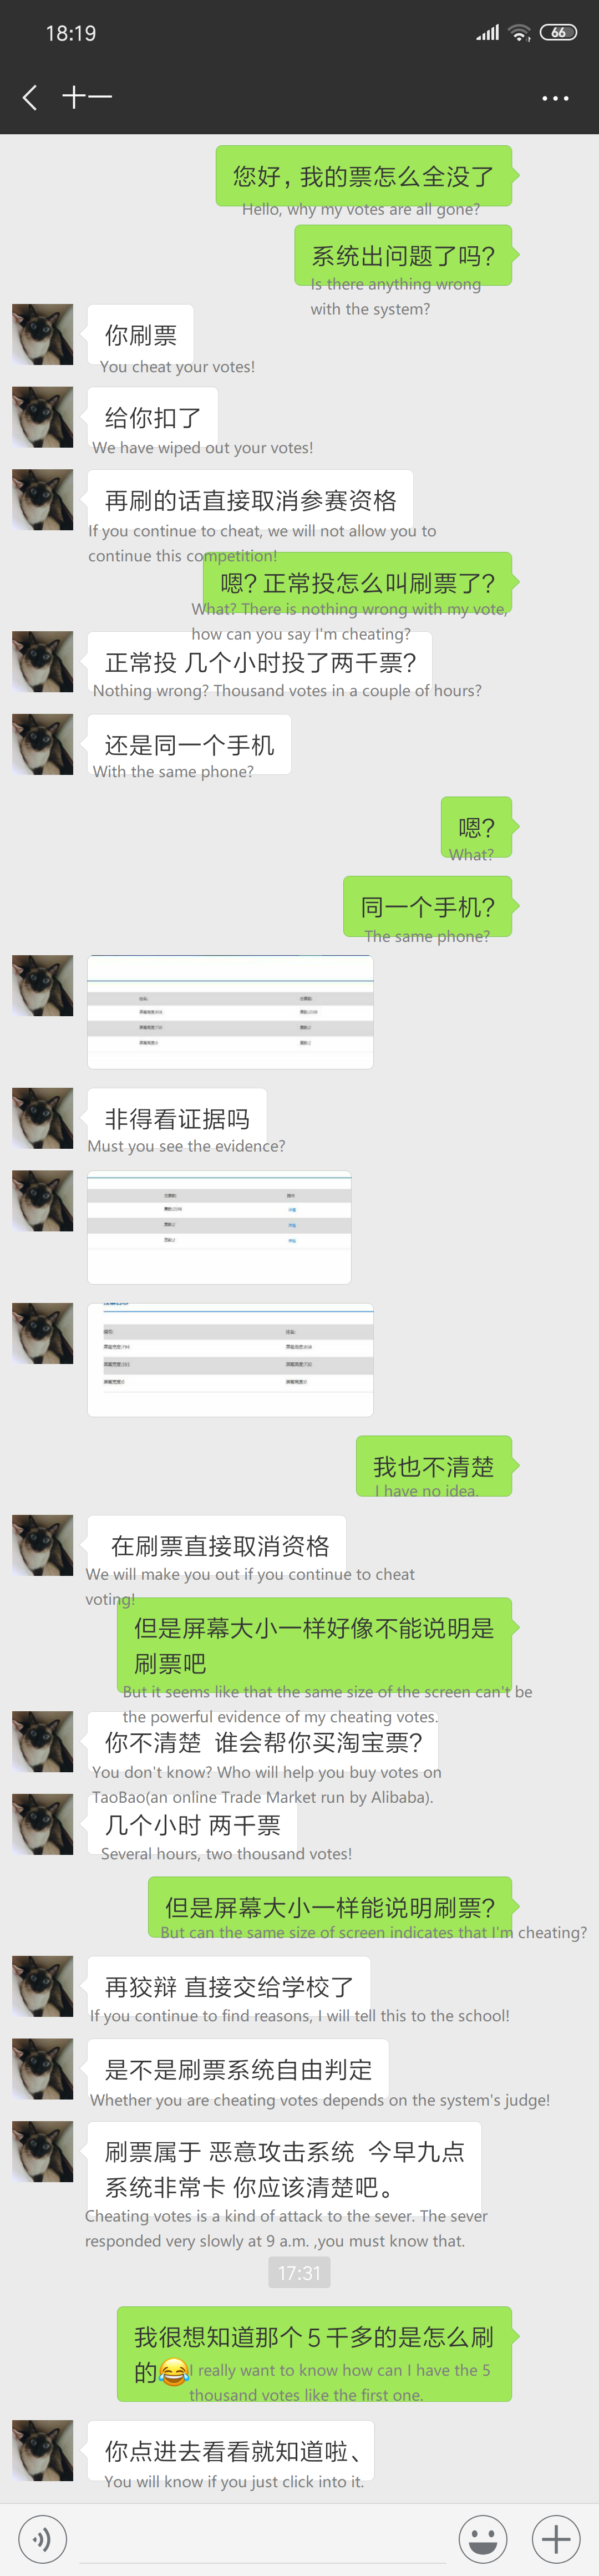 18:19
66
十一
您好，我的票怎么全没了
Hello, why my votes are all gone?
系统出问题了吗?
Is there anything wrong
with the system?
你刷票
You cheat your votes!
给你扣了
We have wiped out your votes!
再刷的话直接取消参赛资格
If you continue to cheat, we will not allow you to
continue this competition!
嗯? 正常投怎么叫刷票了?
What? There is nothing wrong with my vote,
how can you say I'm cheating?
正常投 几个小时投了两千票?
Nothing wrong? Thousand votes in a couple of hours?
还是同一个手机
With the same phone?
嗯?
What?
同一个手机?
The same phone?
非得看证据吗
Must you see the evidence?
我也不清楚
I have no idea.
在刷票直接取消资格
We will make you out if you continue to cheat
voting!
但是屏幕大小一样好像不能说明是
刷票吧
But it seems like that the same size of the screen can't be
the powerful evidence of my cheating votes.
你不清楚 谁会帮你买淘宝票?
You don't know? Who will help you buy votes on
TaoBao(an online Trade Market run by Alibaba).
几个小时 两千票
Several hours, two thousand votes!
但是屏幕大小一样能说明刷票?
But can the same size of screen indicates that I'm cheating?
再狡辩 直接交给学校了
If you continue to find reasons, I will tell this to the school!
是不是刷票系统自由判定
Whether you are cheating votes depends on the system's judge!
刷票属于 恶意攻击系统 今早九点
系统非常卡 你应该清楚吧。
Cheating votes is a kind of attack to the sever. The sever
responded very slowly at 9 a.m. ,you must know that.
17:31
我很想知道那个5千多的是怎么刷
的😂
I really want to know how can I have the 5
thousand votes like the first one.
你点进去看看就知道啦、
You will know if you just click into it.